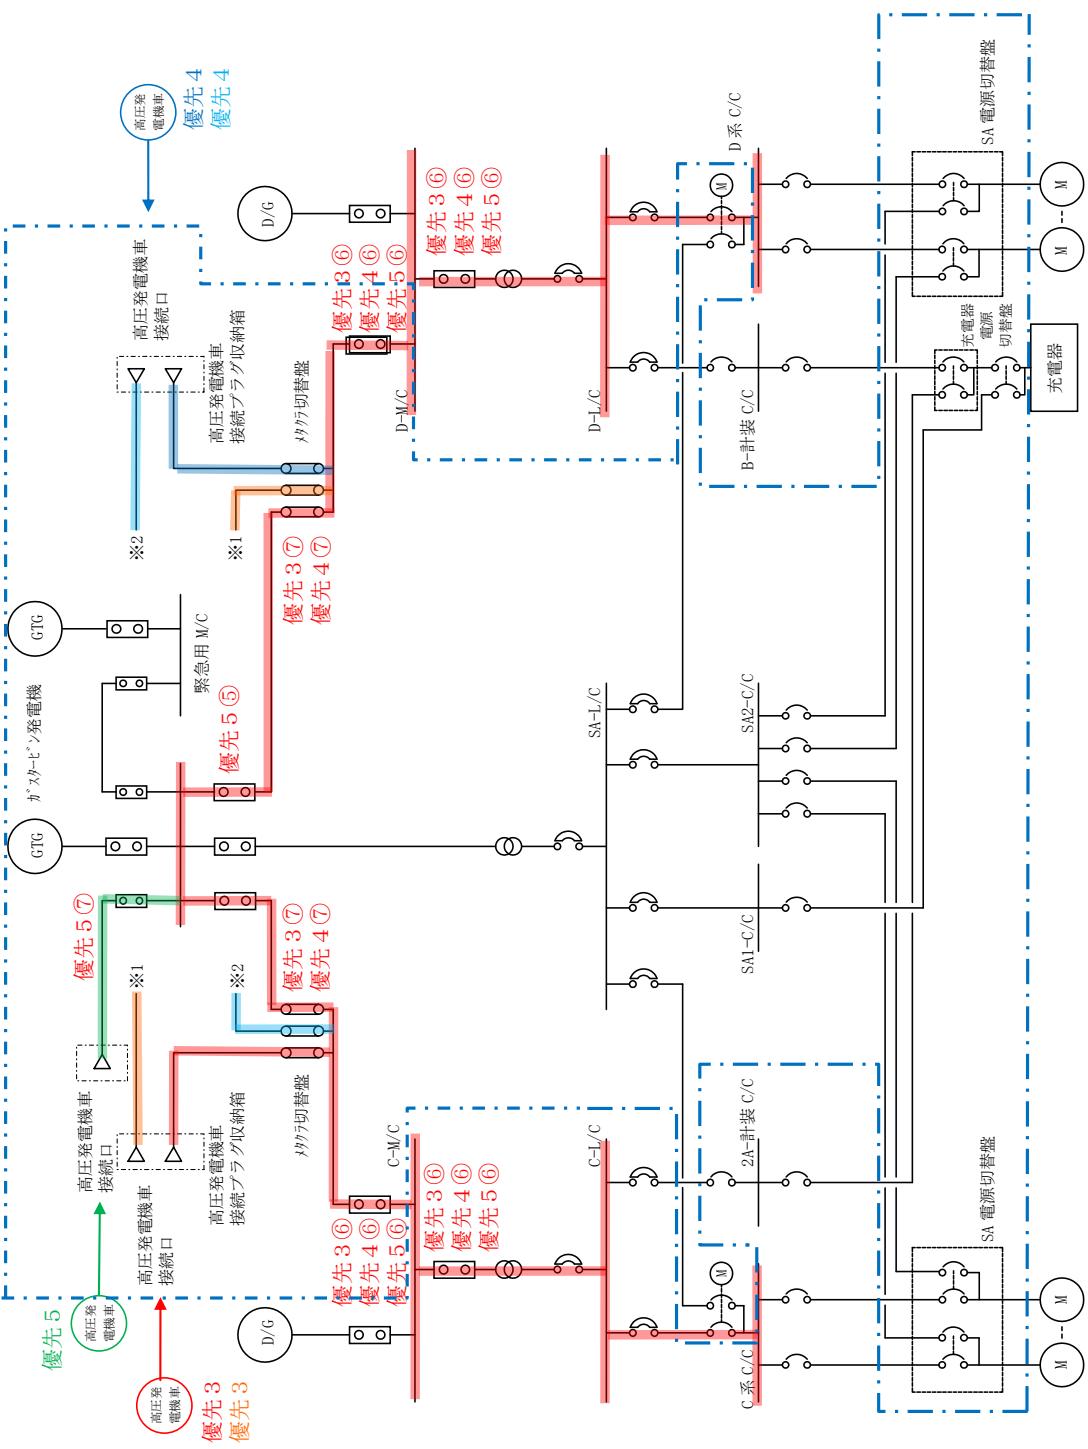 優先５
高圧発
電機車
高圧発
電機車
優先３
優先３
高圧発電機車
接続口
高圧発電機車
接続口
高圧発電機車
接続プラグ収納箱
優先５⑦
※1
※2
優先３⑦
優先４⑦
ﾒﾀｸﾗ切替盤
GTG
GTG
ｶﾞｽﾀｰﾋﾞﾝ発電機
緊急用 M/C
優先５⑤
高圧発
電機車
優先４
優先４
高圧発電機車
接続口
高圧発電機車
接続プラグ収納箱
※2
※1
ﾒﾀｸﾗ切替盤
優先３⑦
優先４⑦
D/G
優先３⑥
優先４⑥
優先５⑥
C-M/C
優先３⑥
優先４⑥
優先５⑥
D/G
優先３⑥
優先４⑥
優先５⑥
D-M/C
優先３⑥
優先４⑥
優先５⑥
C-L/C
SA-L/C
D-L/C
M
M
C 系 C/C
2A-計装 C/C
SA1-C/C
SA2-C/C
B-計装 C/C
D 系 C/C
SA 電源切替盤
充電器
電源
切替盤
SA 電源切替盤
M
M
充電器
M
M